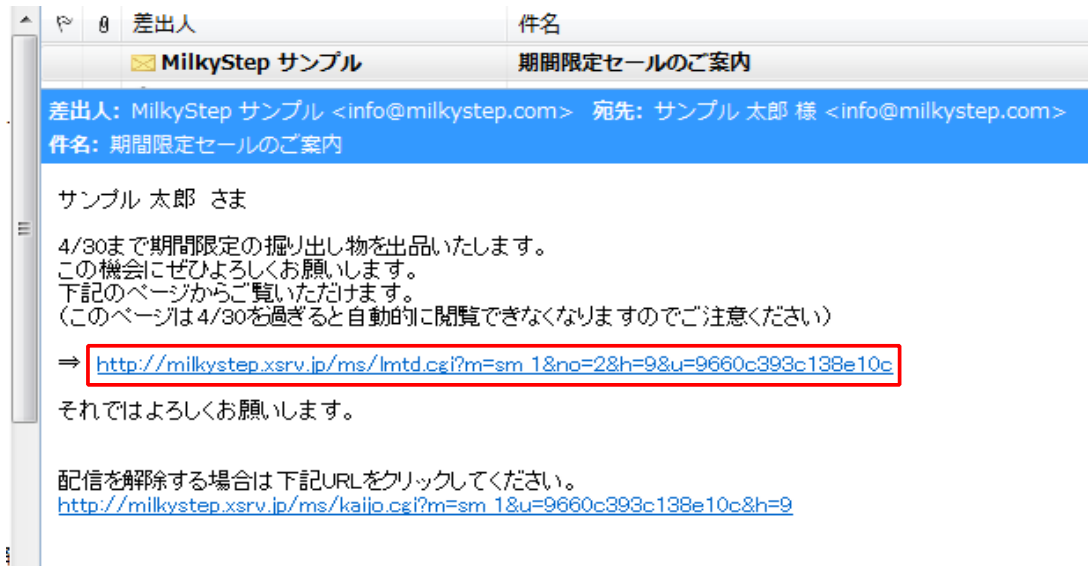 差出人 件名
MilkyStep サンプル 期間限定セールのご案内
差出人: MilkyStep サンプル <info@milkystep.com> 宛先: サンプル 太郎 様 <info@milkystep.com>
件名: 期間限定セールのご案内
サンプル 太郎 さま
4/30まで期間限定の掘り出し物を出品いたします。
この機会にぜひよろしくお願いします。
下記のページからご覧いただけます。
(このページは4/30を過ぎると自動的に閲覧できなくなりますのでご注意ください)
⇒ http://milkystep.xsrv.jp/ms/lmtd.cgi?m=sm_1&no=2&h=9&u=9660c393c138e10c
それではよろしくお願いします。
配信を解除する場合は下記URLをクリックしてください。
http://milkystep.xsrv.jp/ms/kaijo.cgi?m=sm_1&u=9660c393c138e10c&h=9